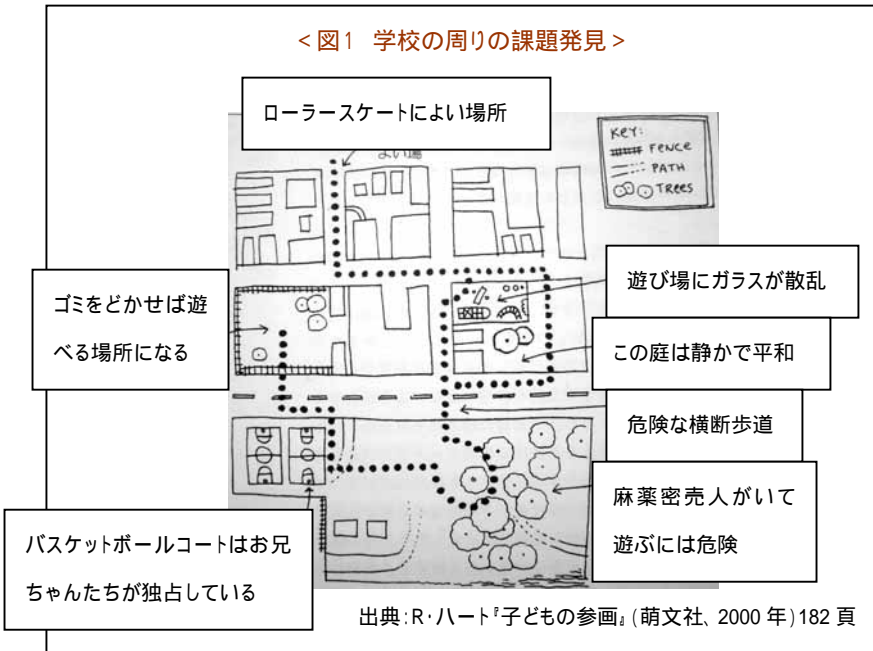 <図1 学校の周りの課題発見>
ローラースケートによい場所
よい場
KEY:
FENCE
PATH
TREES
遊び場にガラスが散乱
ゴミをどかせば遊
べる場所になる
この庭は静かで平和
危険な横断歩道
麻薬密売人がいて
遊ぶには危険
バスケットボールコートはお兄
ちゃんたちが独占している
出典:R・ハート『子どもの参画』(萌文社、2000年)182頁